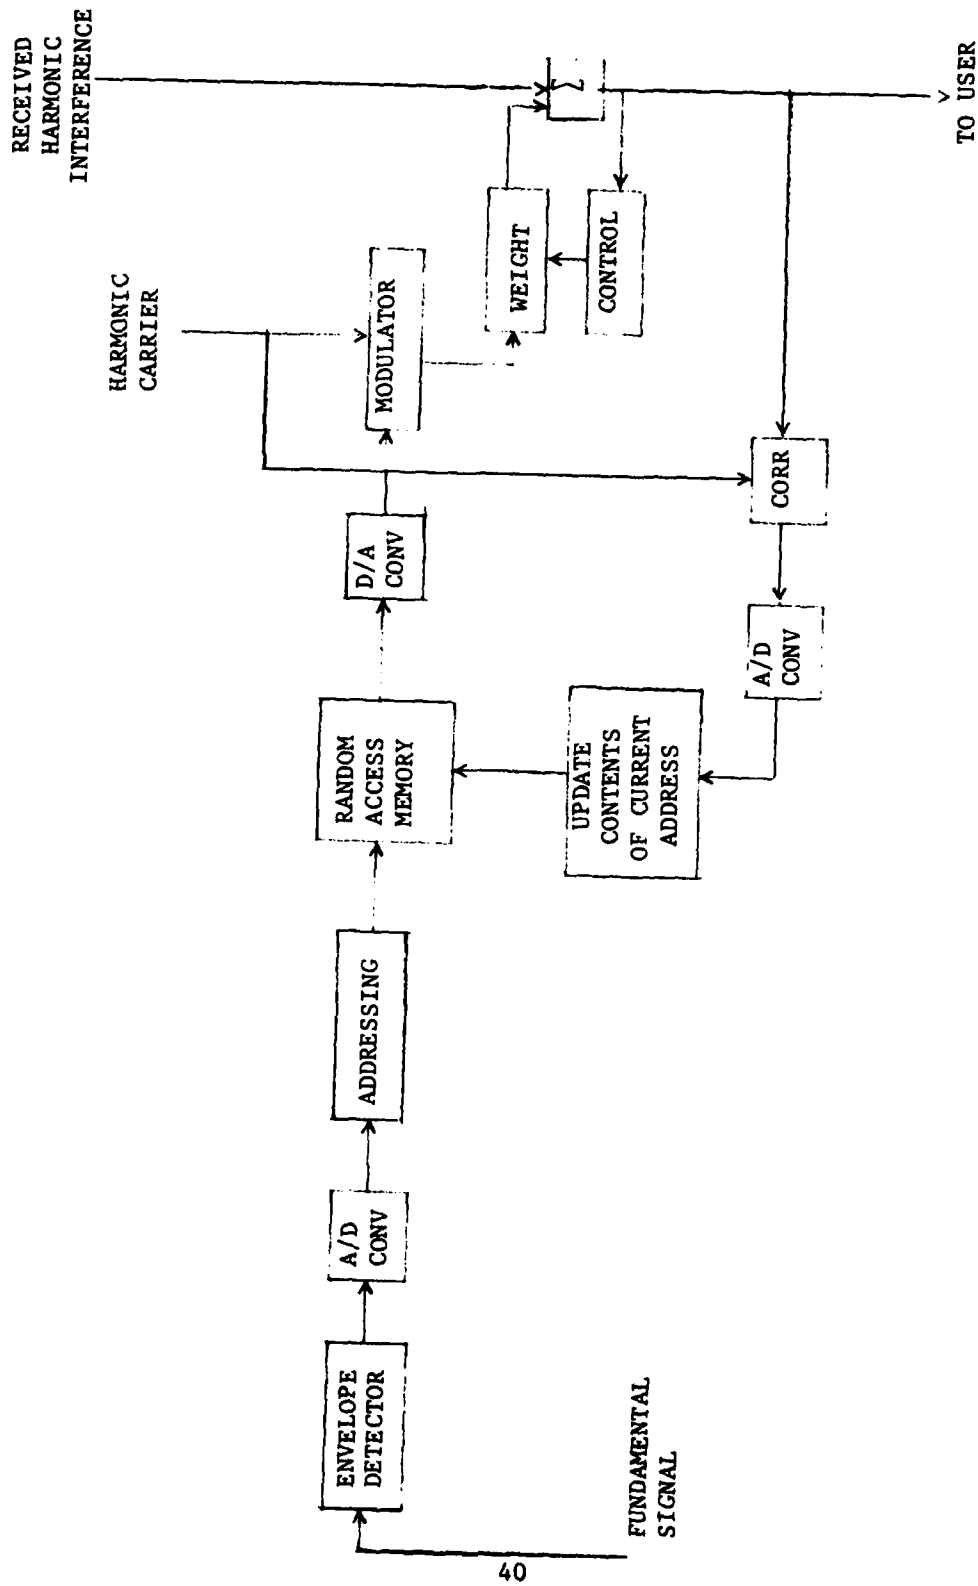 RECEIVED
HARMONIC
INTERFERENCE
HARMONIC
CARRIER
MODULATOR
WEIGHT
CONTROL
Σ
TO USER
D/A
CONV
CORR
A/D
CONV
RANDOM
ACCESS
MEMORY
UPDATE
CONTENTS
OF CURRENT
ADDRESS
ADDRESSING
A/D
CONV
ENVELOPE
DETECTOR
FUNDAMENTAL
SIGNAL
40